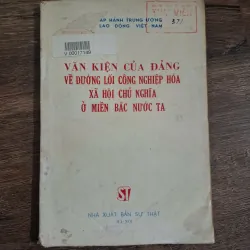 ẤP HÀNH TRUNG ƯƠNG
LAO ĐỘNG VIỆT NAM
VĂN KIỆN CỦA ĐẢNG
VỀ ĐƯỜNG LỐI CÔNG NGHIỆP HÓA
XÃ HỘI CHỦ NGHĨA
Ở MIỀN BẮC NƯỚC TA
ST
NHÀ XUẤT BẢN SỰ THẬT